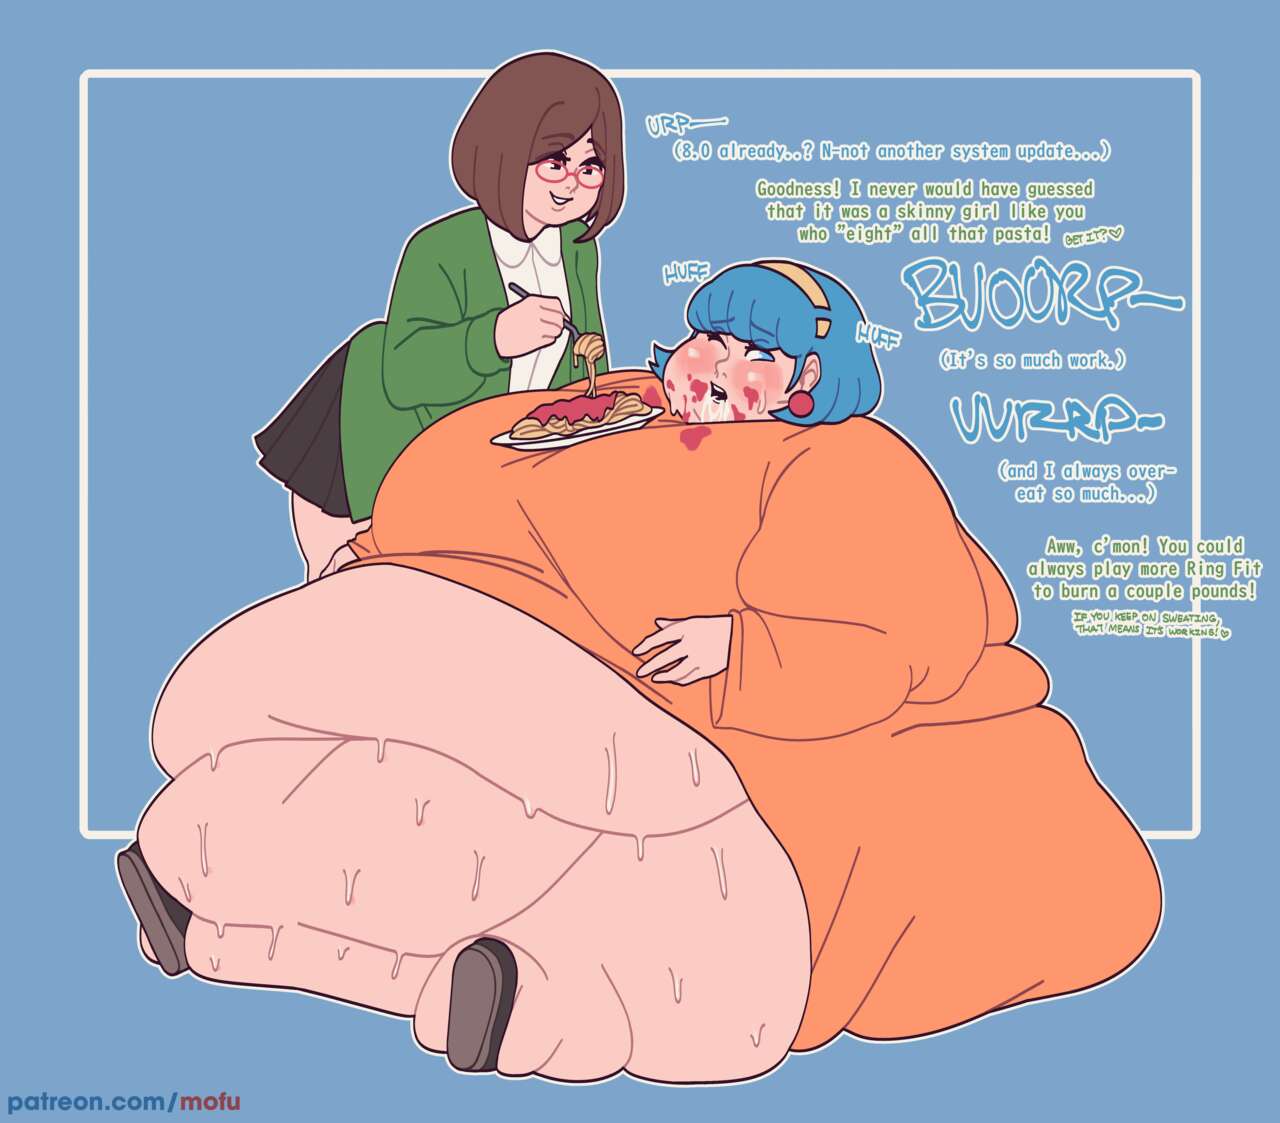 URP—
(8.0 already..? N-not another system update...)
Goodness! I never would have guessed
that it was a skinny girl like you
who "eight" all that pasta! GET IT?♡
HUFF
BUOORP~
HUFF
(It's so much work.)
UURRRP~
(and I always over-
eat so much...)
Aww, c'mon! You could
always play more Ring Fit
to burn a couple pounds!
IF YOU KEEP ON SWEATING,
THAT MEANS IT'S WORKING!♡
patreon.com/mofu